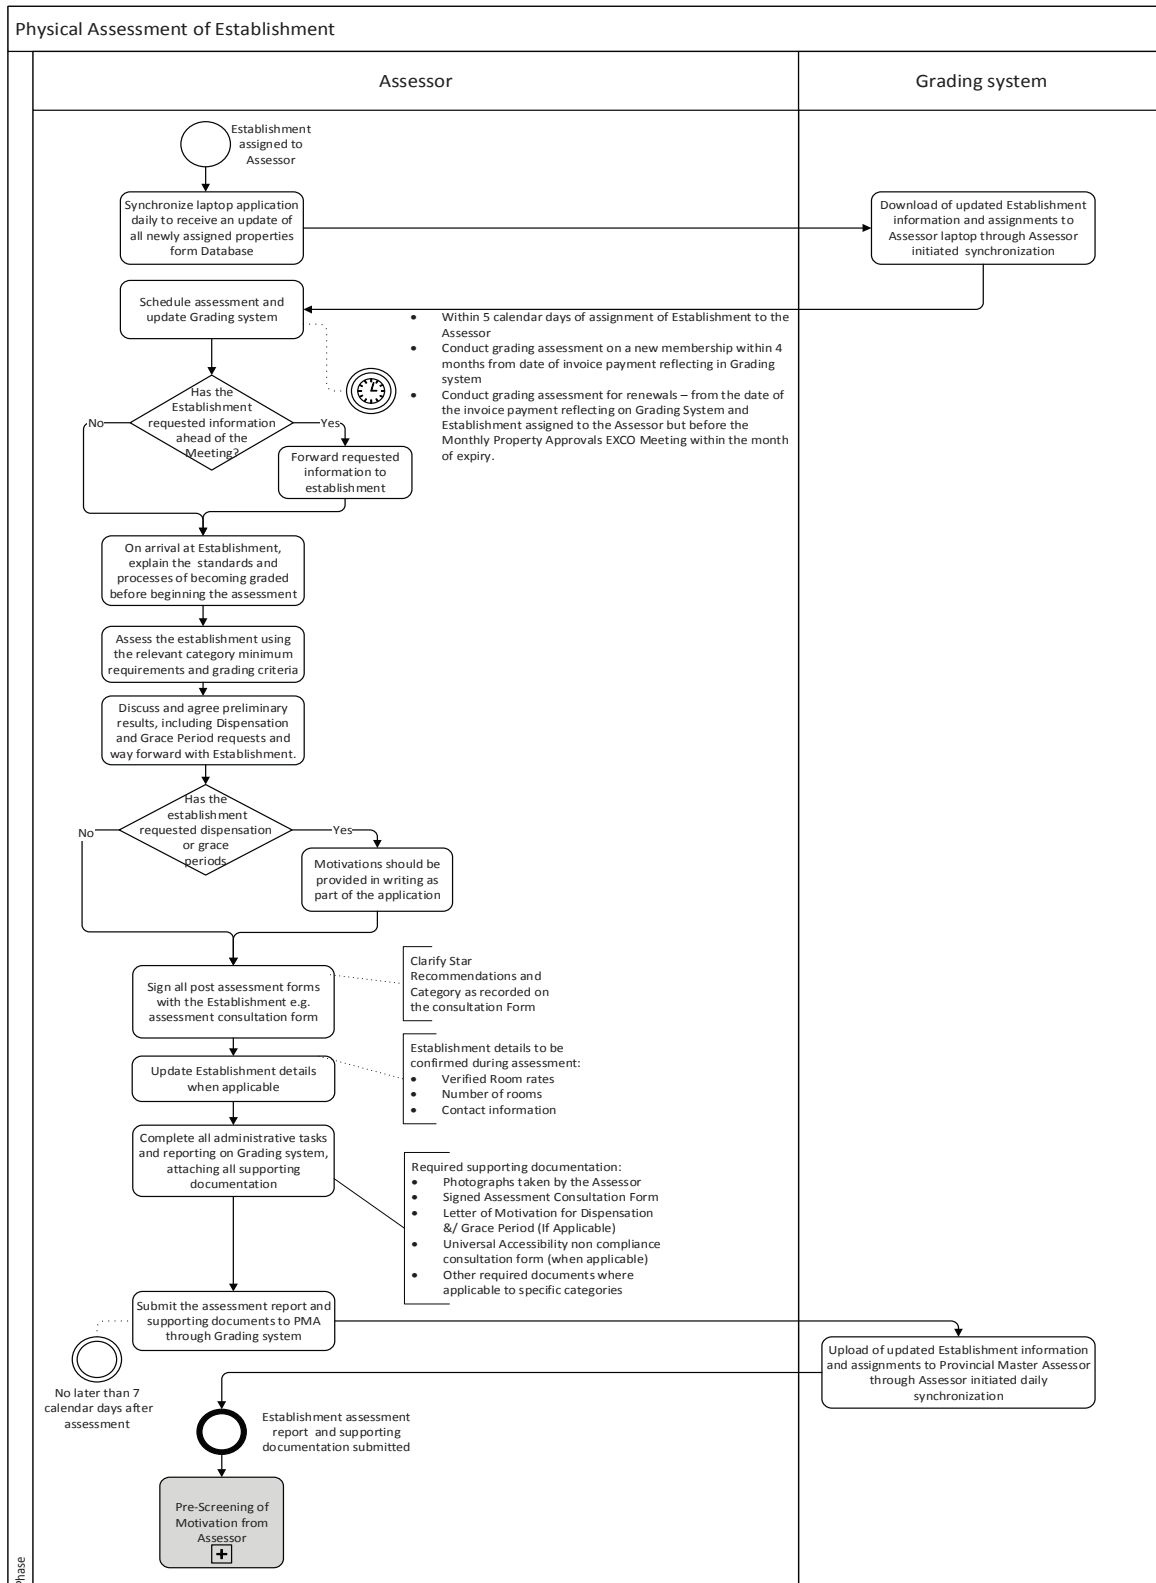 Physical Assessment of Establishment
Assessor
Grading system
Establishment
assigned to
Assessor
Synchronize laptop application
daily to receive an update of
all newly assigned properties
form Database
Download of updated Establishment
information and assignments to
Assessor laptop through Assessor
initiated synchronization
Schedule assessment and
update Grading system
• Within 5 calendar days of assignment of Establishment to the
Assessor
• Conduct grading assessment on a new membership within 4
months from date of invoice payment reflecting in Grading
system
• Conduct grading assessment for renewals – from the date of
the invoice payment reflecting on Grading System and
Establishment assigned to the Assessor but before the
Monthly Property Approvals EXCO Meeting within the month
of expiry.
Has the
Establishment
requested information
ahead of the
Meeting?
No
Yes
Forward requested
information to
establishment
On arrival at Establishment,
explain the standards and
processes of becoming graded
before beginning the assessment
Assess the establishment using
the relevant category minimum
requirements and grading criteria
Discuss and agree preliminary
results, including Dispensation
and Grace Period requests and
way forward with Establishment.
Has the
establishment
requested dispensation
or grace
periods
No
Yes
Motivations should be
provided in writing as
part of the application
Sign all post assessment forms
with the Establishment e.g.
assessment consultation form
Clarify Star
Recommendations and
Category as recorded on
the consultation Form
Update Establishment details
when applicable
Establishment details to be
confirmed during assessment:
• Verified Room rates
• Number of rooms
• Contact information
Complete all administrative tasks
and reporting on Grading system,
attaching all supporting
documentation
Required supporting documentation:
• Photographs taken by the Assessor
• Signed Assessment Consultation Form
• Letter of Motivation for Dispensation
&/ Grace Period (If Applicable)
• Universal Accessibility non compliance
consultation form (when applicable)
• Other required documents where
applicable to specific categories
Submit the assessment report and
supporting documents to PMA
through Grading system
No later than 7
calendar days after
assessment
Upload of updated Establishment information
and assignments to Provincial Master Assessor
through Assessor initiated daily
synchronization
Establishment assessment
report and supporting
documentation submitted
Pre-Screening of
Motivation from
Assessor
Phase